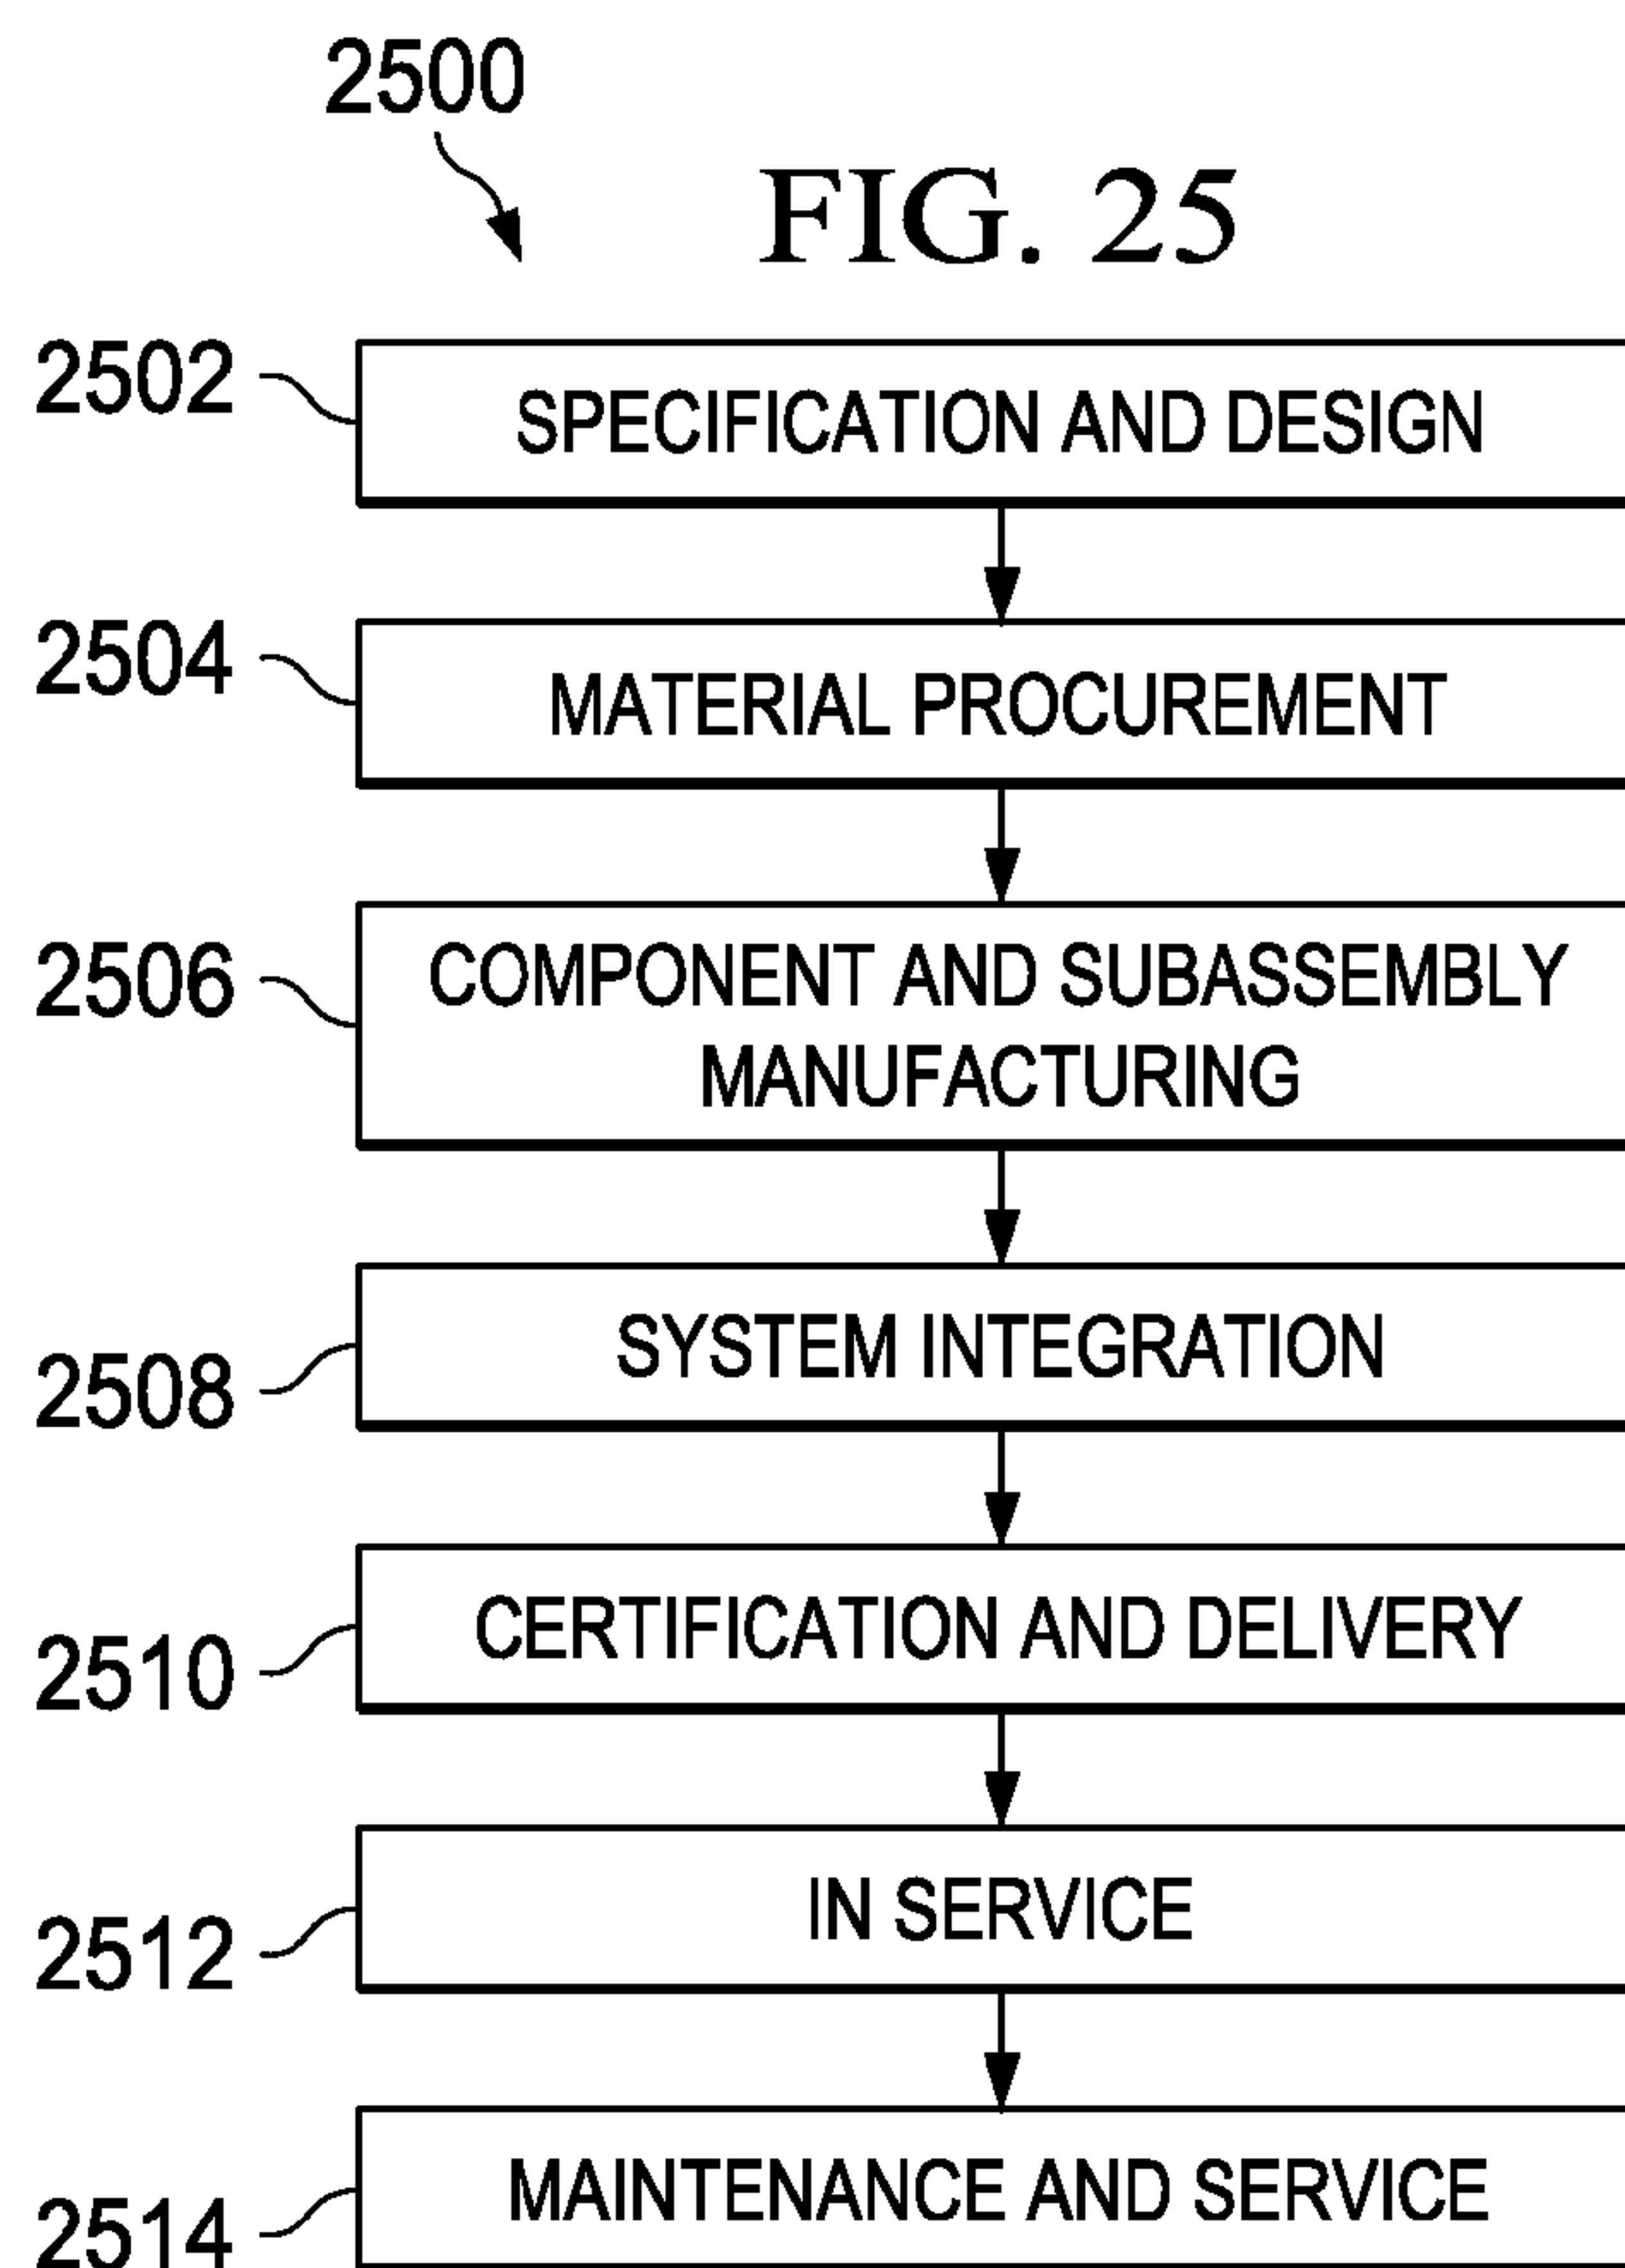 2500
FIG. 25
2502
SPECIFICATION AND DESIGN
2504
MATERIAL PROCUREMENT
2506
COMPONENT AND SUBASSEMBLY
MANUFACTURING
2508
SYSTEM INTEGRATION
2510
CERTIFICATION AND DELIVERY
2512
IN SERVICE
2514
MAINTENANCE AND SERVICE